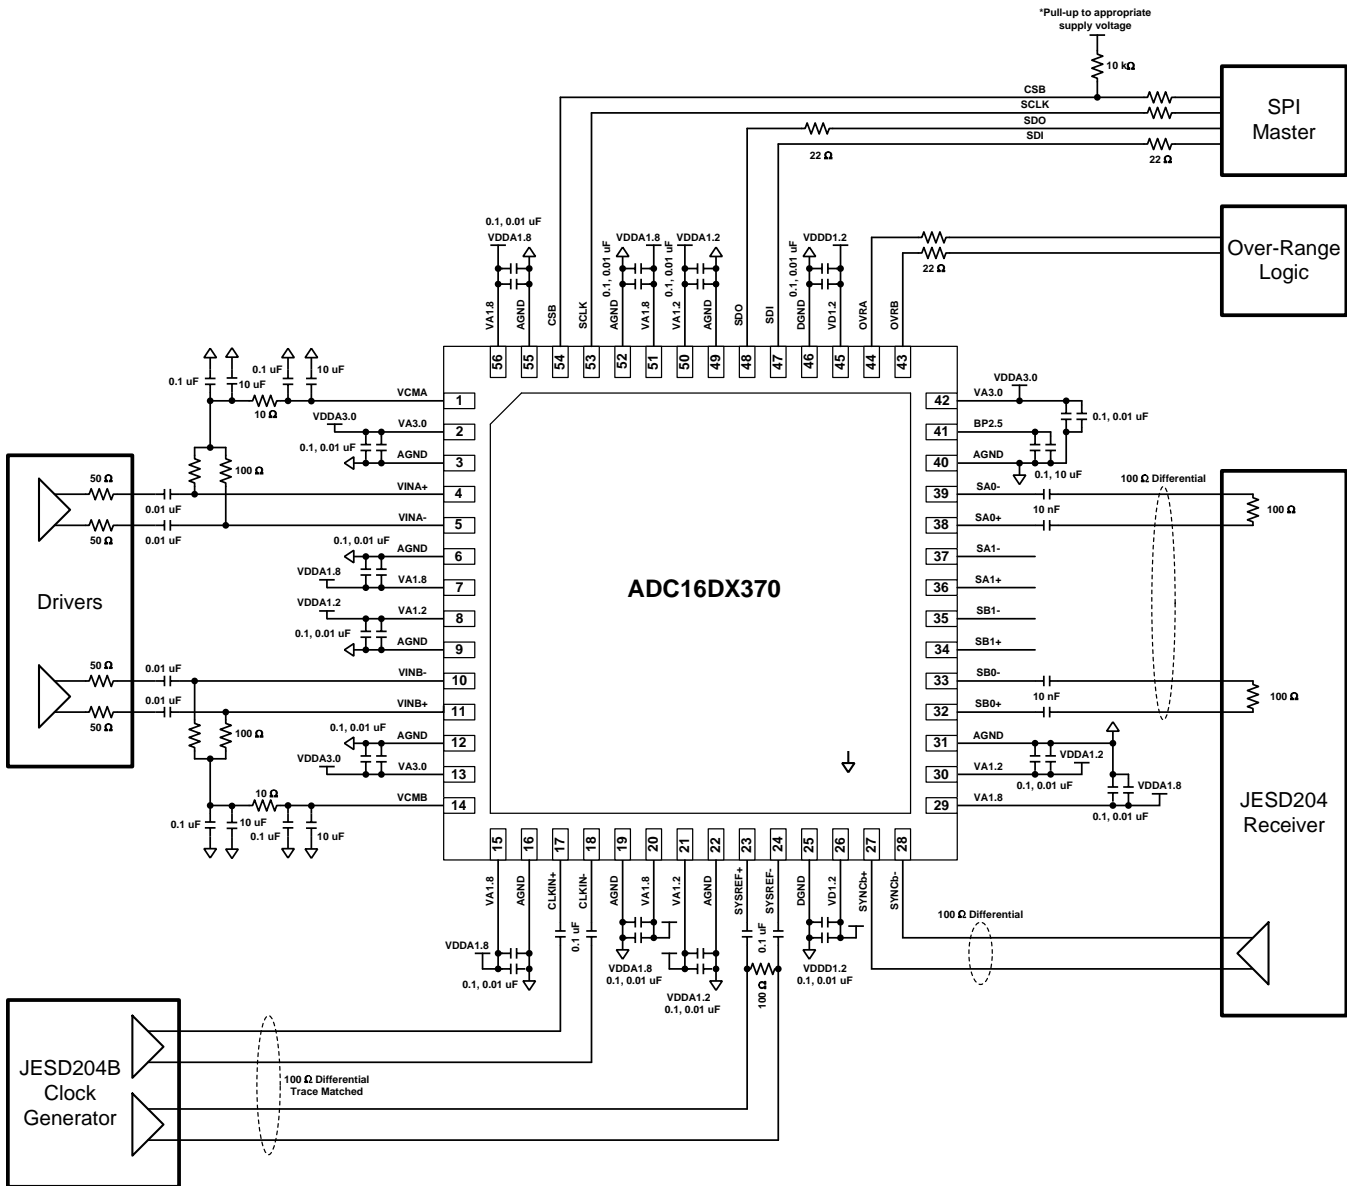 *Pull-up to appropriate
supply voltage
10 kΩ
CSB
SCLK
SDO
SDI
22 Ω
22 Ω
SPI
Master
Over-Range
Logic
22 Ω
0.1, 0.01 uF
VDDA1.8
VA1.8
AGND
CSB
SCLK
0.1, 0.01 uF
VDDA1.8
AGND
VA1.8
0.1, 0.01 uF
VDDA1.2
VA1.2
AGND
SDO
SDI
0.1, 0.01 uF
VDDD1.2
DGND
VD1.2
OVRA
OVRB
56
55
54
53
52
51
50
49
48
47
46
45
44
43
0.1 uF
10 uF
0.1 uF
10 uF
10 Ω
VCMA
1
VDDA3.0
VA3.0
2
0.1, 0.01 uF
AGND
3
100 Ω
50 Ω
0.01 uF
VINA+
4
50 Ω
0.01 uF
VINA-
5
0.1, 0.01 uF
AGND
6
VDDA1.8
VA1.8
7
Drivers
VDDA1.2
VA1.2
8
0.1, 0.01 uF
AGND
9
50 Ω
0.01 uF
VINB-
10
0.01 uF
50 Ω
VINB+
11
100 Ω
0.1, 0.01 uF
AGND
12
VDDA3.0
VA3.0
13
10 Ω
VCMB
14
0.1 uF
10 uF
0.1 uF
10 uF
ADC16DX370
42
VA3.0
VDDA3.0
0.1, 0.01 uF
41
BP2.5
40
AGND
0.1, 10 uF
100 Ω Differential
39
SA0-
10 nF
38
SA0+
100 Ω
37
SA1-
36
SA1+
35
SB1-
34
SB1+
33
SB0-
10 nF
32
SB0+
100 Ω
31
AGND
VDDA1.2
30
VA1.2
0.1, 0.01 uF
VDDA1.8
29
VA1.8
0.1, 0.01 uF
JESD204
Receiver
15
16
17
18
19
20
21
22
23
24
25
26
27
28
VA1.8
AGND
CLKIN+
CLKIN-
AGND
VA1.8
VA1.2
AGND
SYSREF+
SYSREF-
DGND
VD1.2
SYNCb+
SYNCb-
VDDA1.8
0.1, 0.01 uF
0.1 uF
VDDA1.8
0.1, 0.01 uF
VDDA1.2
0.1, 0.01 uF
0.1 uF
100 Ω
VDDD1.2
0.1, 0.01 uF
100 Ω Differential
JESD204B
Clock
Generator
100 Ω Differential
Trace Matched